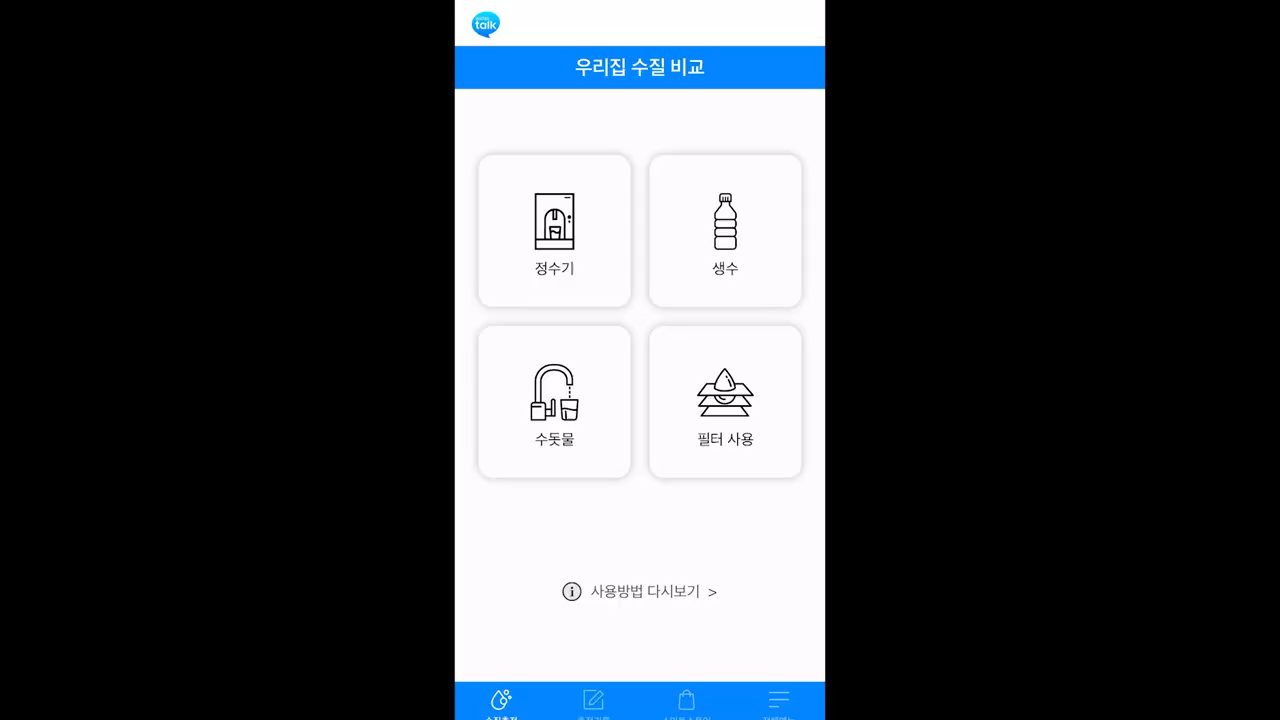 talk
우리집 수질 비교
정수기
생수
수돗물
필터 사용
사용방법 다시보기 >